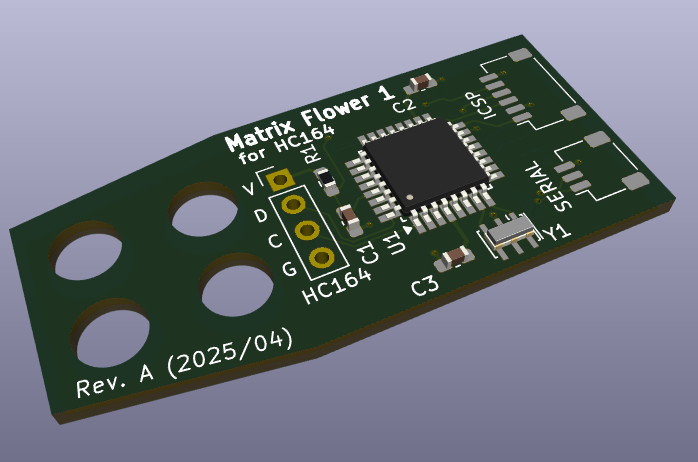 Matrix Flower 1
for HC164
C2
ICSP
R1
V
D
C
G
HC164
C1
U1
SERIAL
Y1
C3
Rev. A (2025/04)